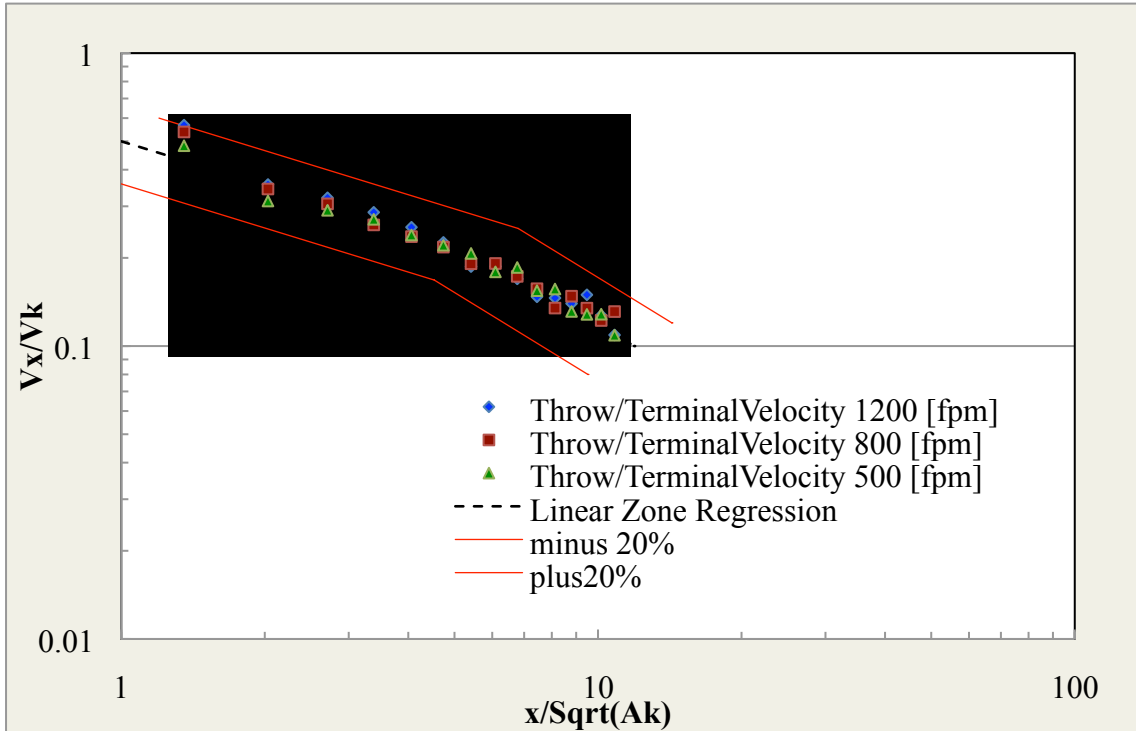 1
Vx/Vk
0.1
Throw/TerminalVelocity 1200 [fpm]
Throw/TerminalVelocity 800 [fpm]
Throw/TerminalVelocity 500 [fpm]
Linear Zone Regression
minus 20%
plus20%
0.01
1
10
100
x/Sqrt(Ak)